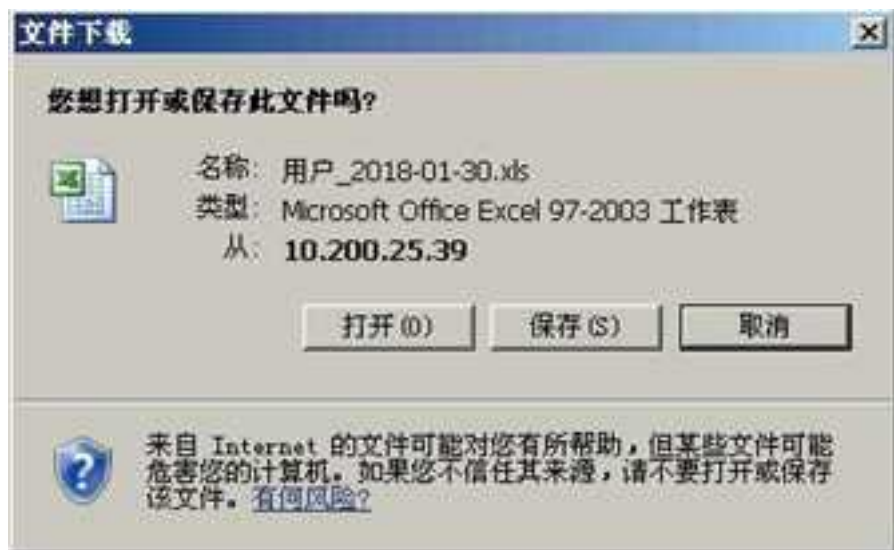 文件下载
您想打开或保存此文件吗?
名称: 用户_2018-01-30.xls
类型: Microsoft Office Excel 97-2003 工作表
从: 10.200.25.39
打开(O) 保存(S) 取消
来自 Internet 的文件可能对您有所帮助，但某些文件可能
危害您的计算机。如果您不信任其来源，请不要打开或保存
该文件。有何风险?